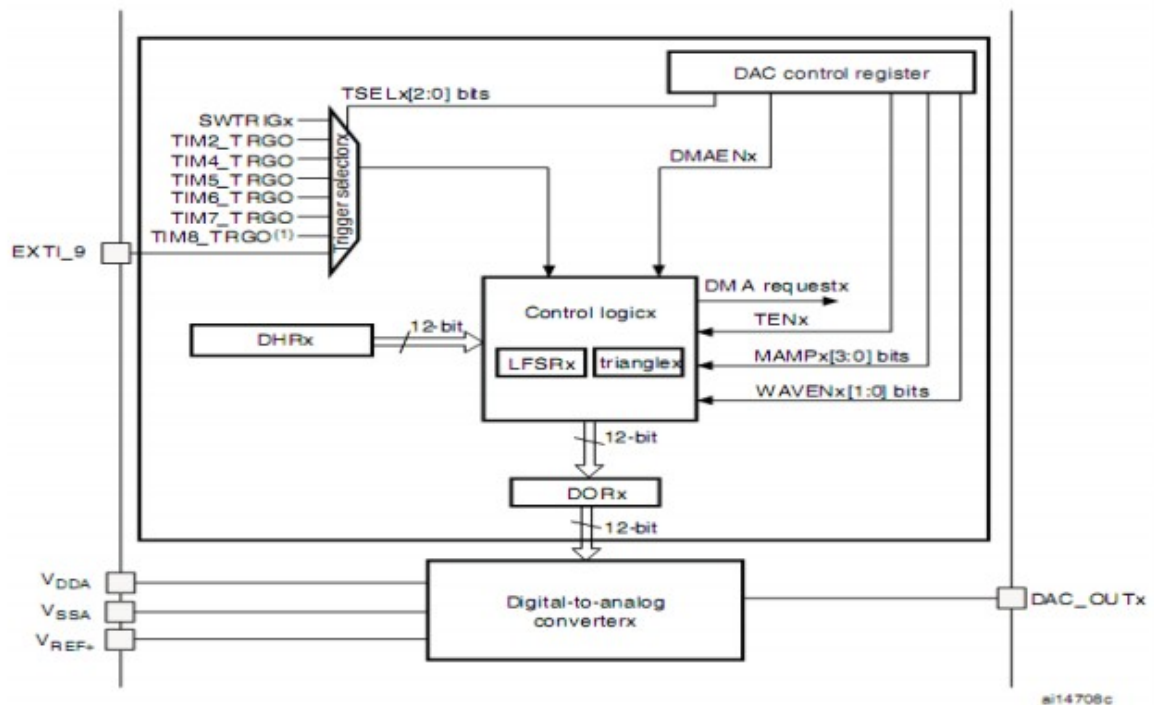 DAC control register
TSELx[2:0] bits
SWTRIGx
TIM2_TRGO
TIM4_TRGO
TIM5_TRGO
TIM6_TRGO
TIM7_TRGO
TIM8_TRGO(1)
Trigger selectorx
DMAENx
EXTI_9
DMA requestx
Control logicx
TENx
12-bit
DHRx
LFSRx
trianglex
MAMPx[3:0] bits
WAVENx[1:0] bits
12-bit
DORx
12-bit
VDDA
VSSA
VREF+
Digital-to-analog
converterx
DAC_OUTx
ai14708c